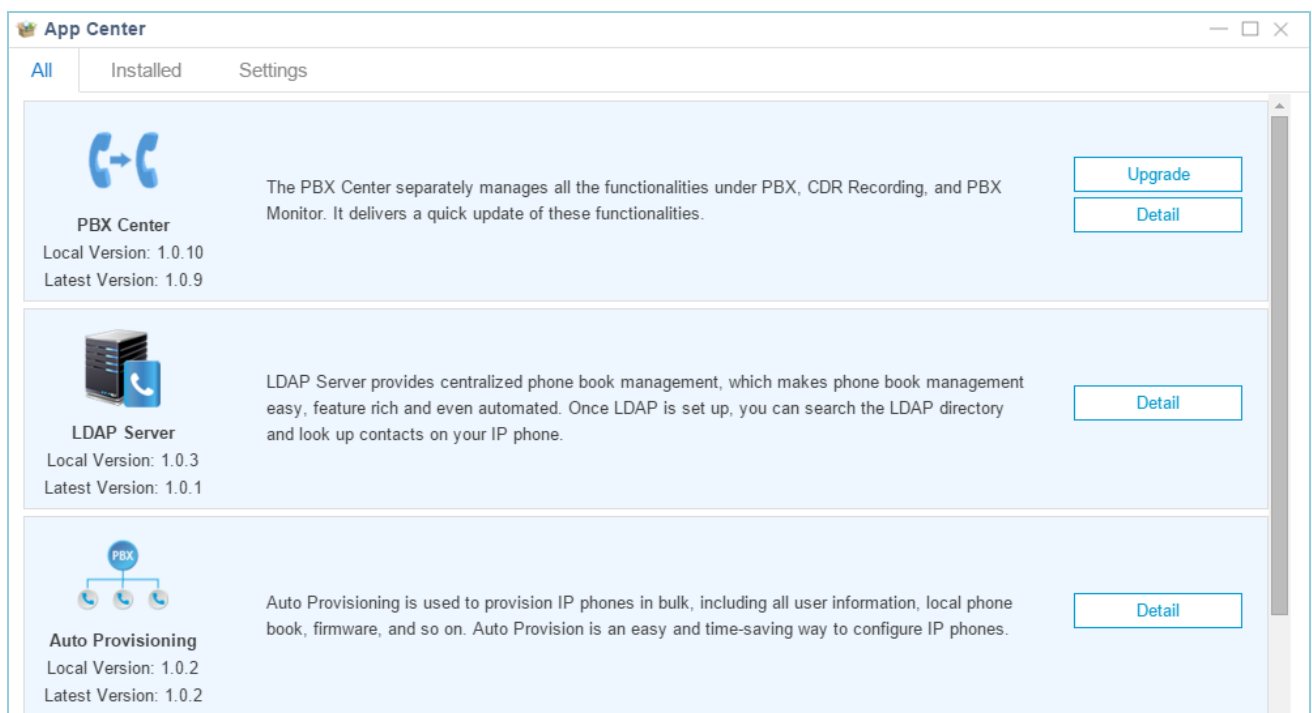 App Center
All Installed Settings
PBX Center
Local Version: 1.0.10
Latest Version: 1.0.9
The PBX Center separately manages all the functionalities under PBX, CDR Recording, and PBX
Monitor. It delivers a quick update of these functionalities.
Upgrade
Detail
LDAP Server
Local Version: 1.0.3
Latest Version: 1.0.1
LDAP Server provides centralized phone book management, which makes phone book management
easy, feature rich and even automated. Once LDAP is set up, you can search the LDAP directory
and look up contacts on your IP phone.
Detail
PBX
Auto Provisioning
Local Version: 1.0.2
Latest Version: 1.0.2
Auto Provisioning is used to provision IP phones in bulk, including all user information, local phone
book, firmware, and so on. Auto Provision is an easy and time-saving way to configure IP phones.
Detail